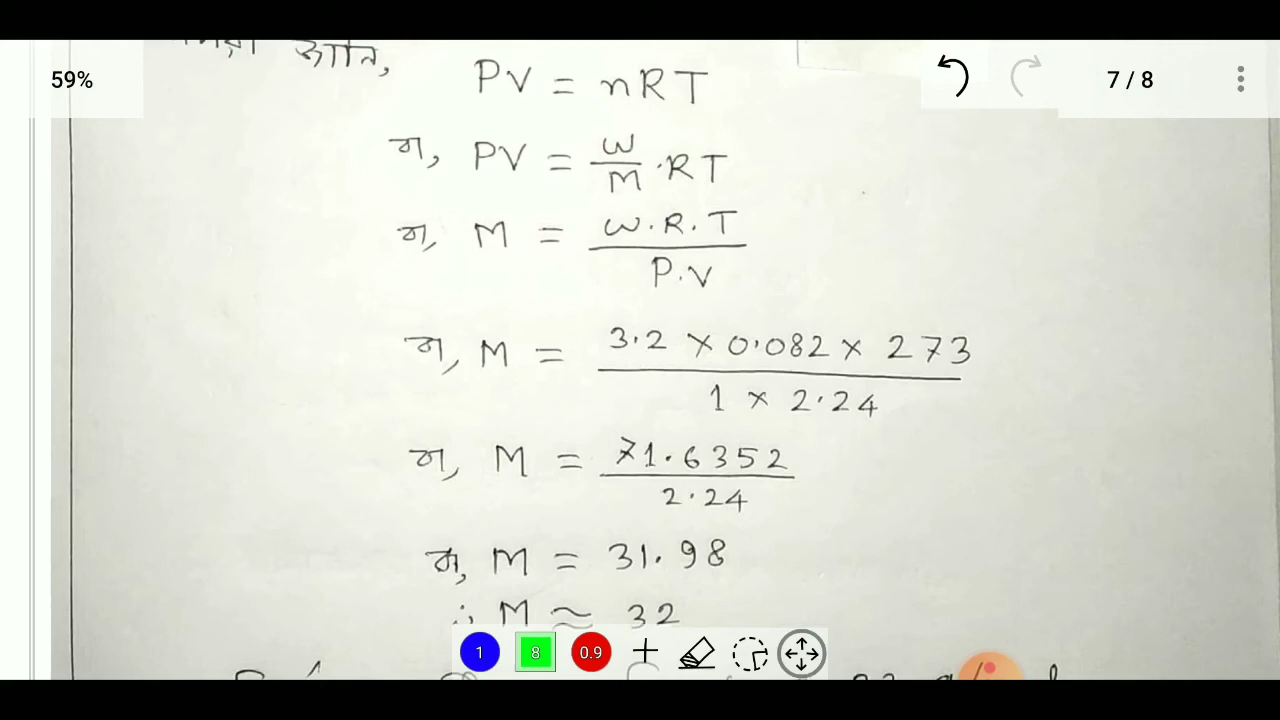 59%
7 / 8
জানি, PV = nRT
বা, PV = W/M . RT
বা, M = W.R.T / P.V
বা, M = 3.2 × 0.082 × 273 / 1 × 2.24
বা, M = 71.6352 / 2.24
বা, M = 31.98
∴ M ≈ 32
1 8 0.9